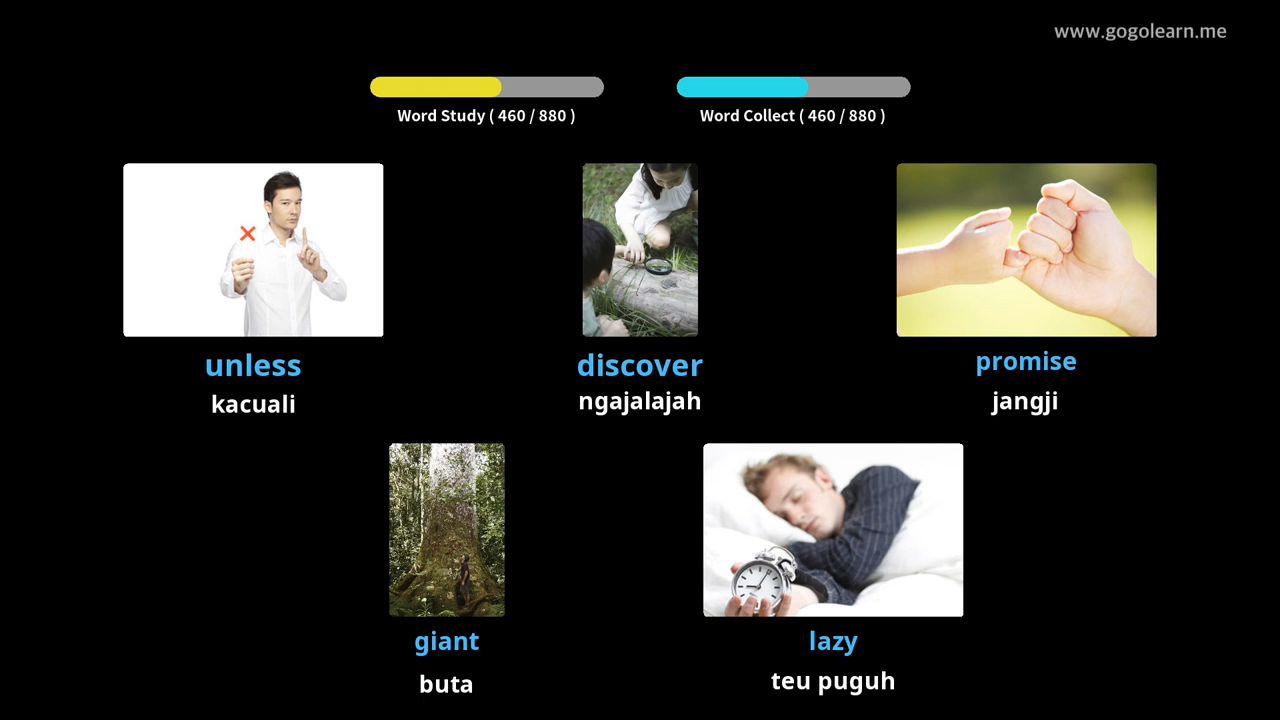 www.gogolearn.me
Word Study ( 460 / 880 )
Word Collect ( 460 / 880 )
unless
kacuali
discover
ngajalajah
promise
jangji
giant
buta
lazy
teu puguh